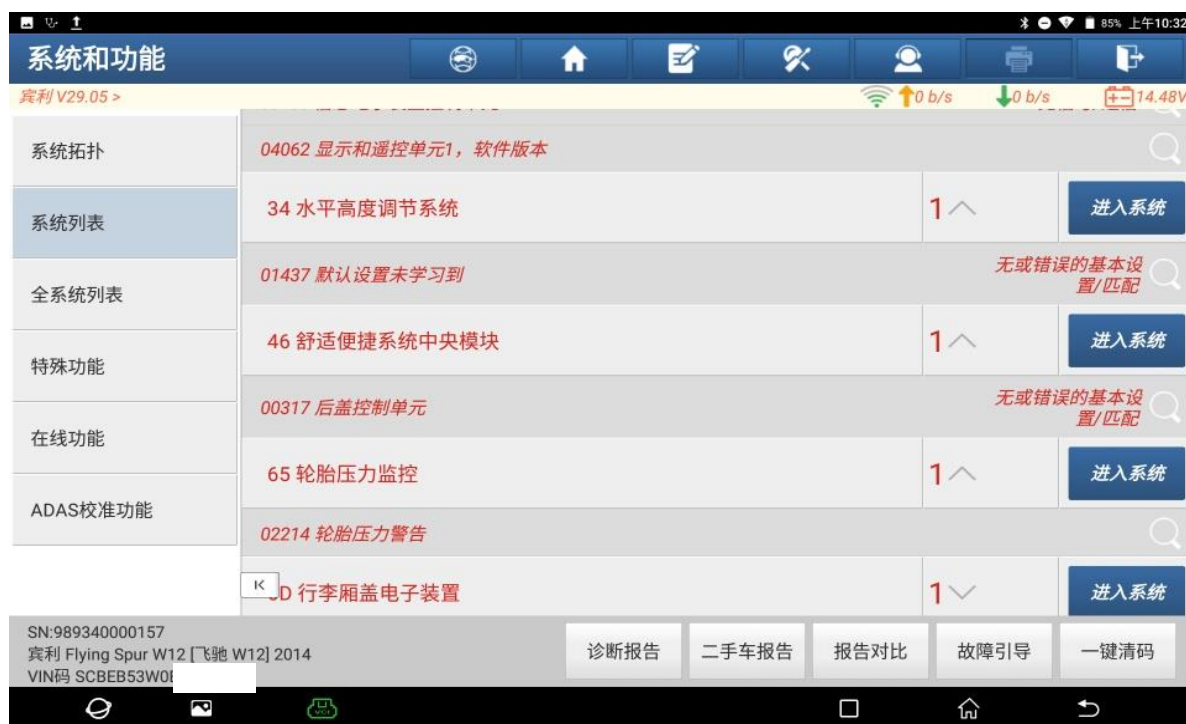 85% 上午10:32
系统和功能
宾利 V29.05 >
0 b/s
0 b/s
14.48V
系统拓扑
系统列表
全系统列表
特殊功能
在线功能
ADAS校准功能
04062 显示和遥控单元1，软件版本
34 水平高度调节系统
1
进入系统
01437 默认设置未学习到
无或错误的基本设
置/匹配
46 舒适便捷系统中央模块
1
进入系统
00317 后盖控制单元
无或错误的基本设
置/匹配
65 轮胎压力监控
1
进入系统
02214 轮胎压力警告
D 行李厢盖电子装置
1
进入系统
SN:989340000157
宾利 Flying Spur W12 [飞驰 W12] 2014
VIN码 SCBEB53W0
诊断报告
二手车报告
报告对比
故障引导
一键清码
VCI